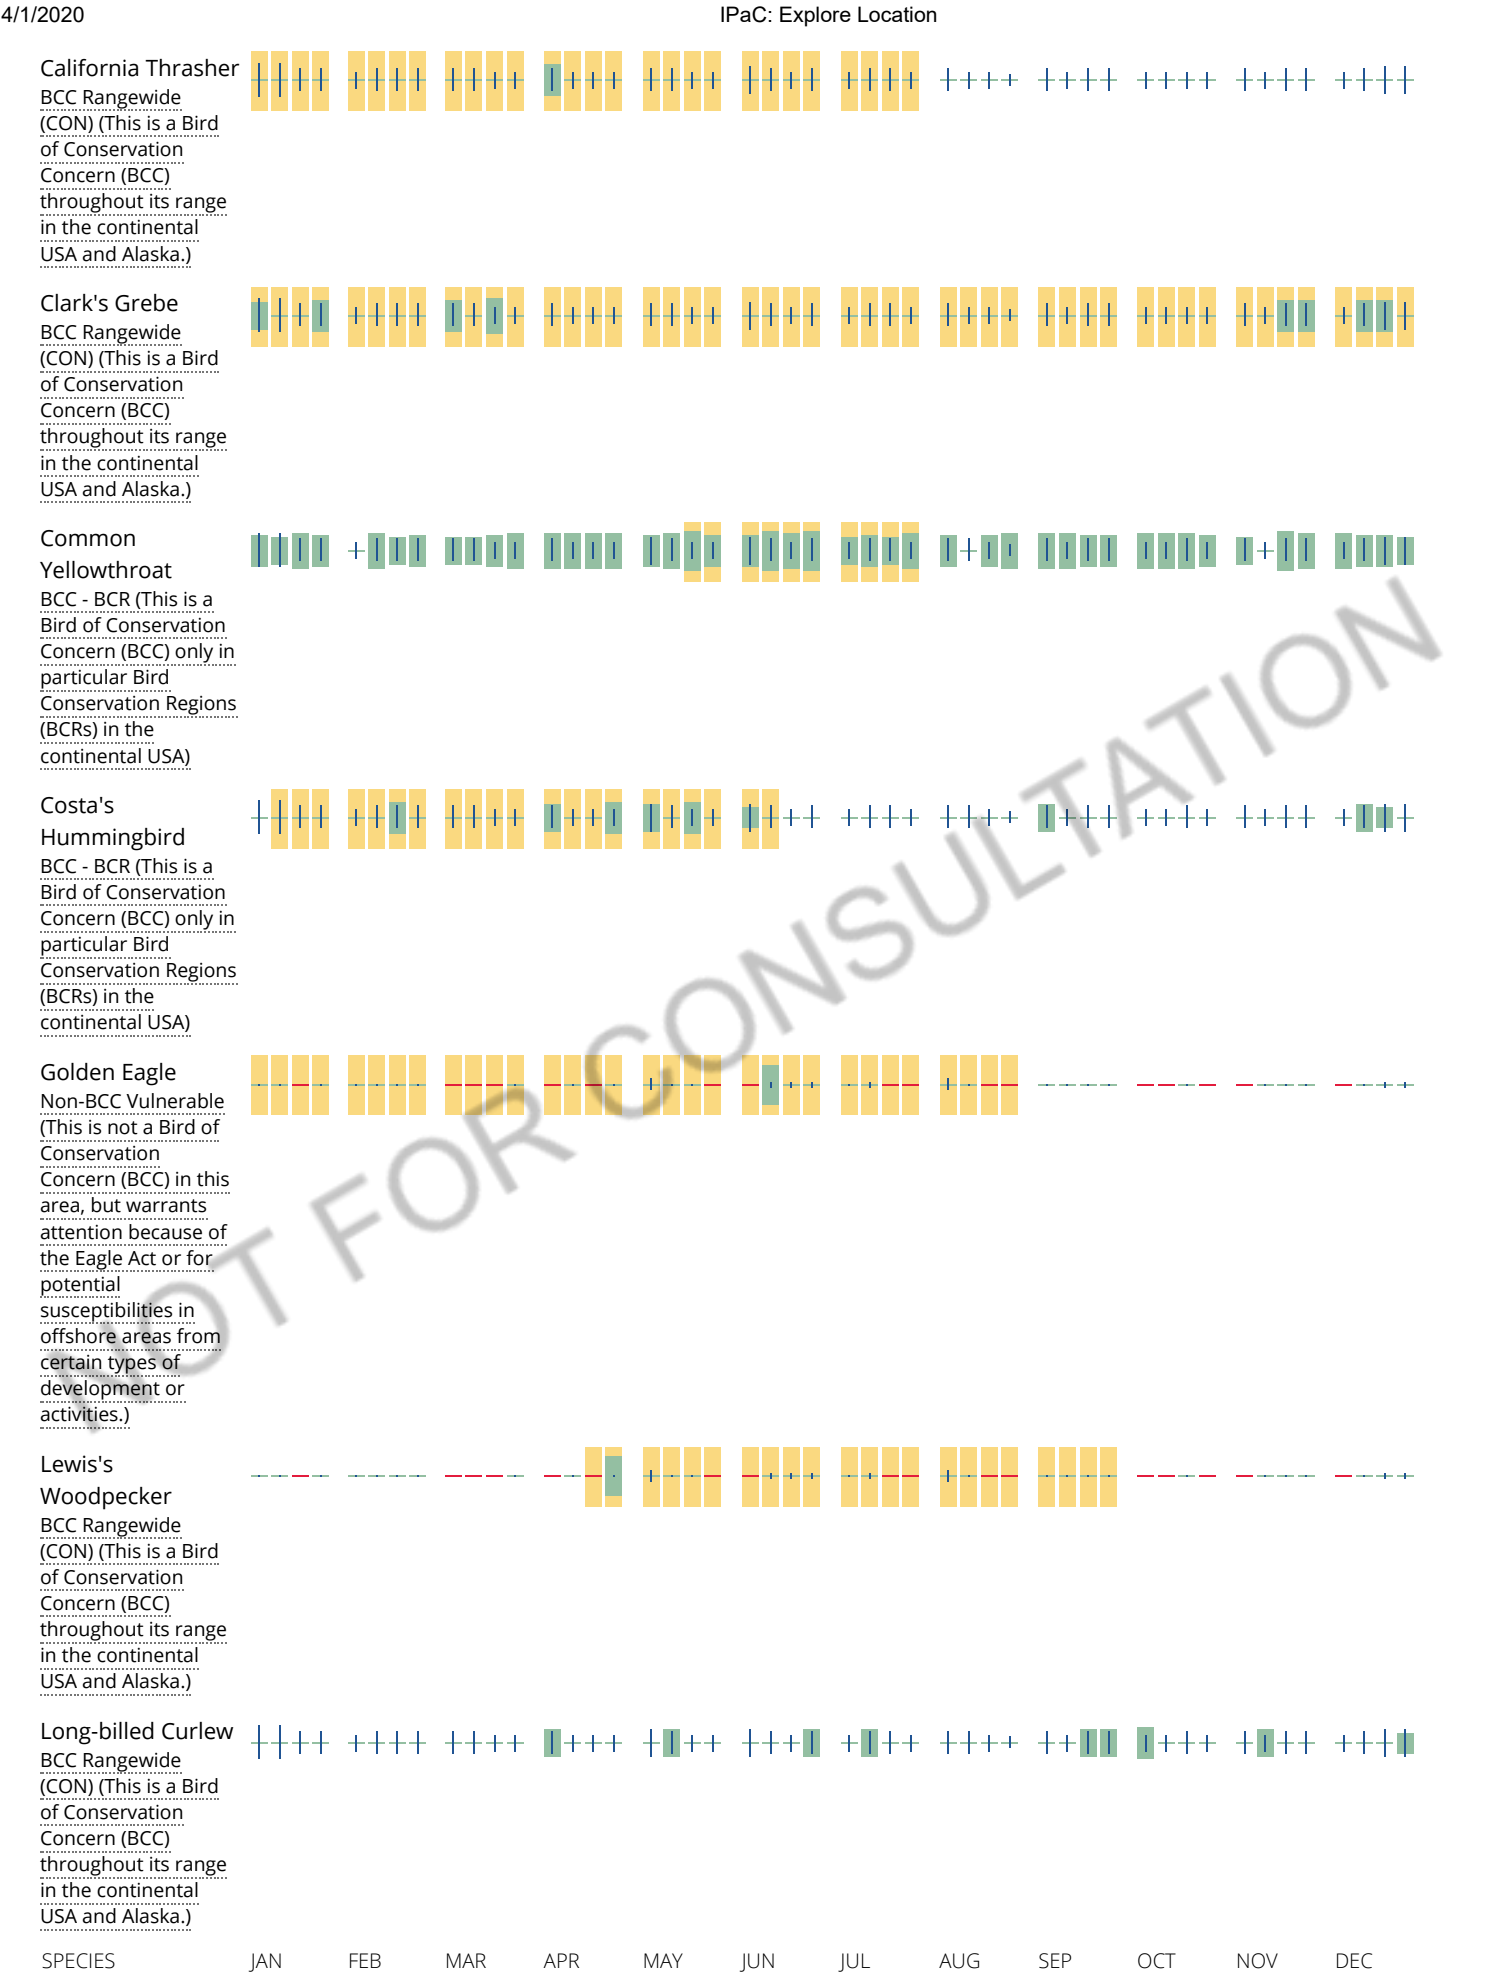 4/1/2020
IPaC: Explore Location
California Thrasher
BCC Rangewide
(CON) (This is a Bird
of Conservation
Concern (BCC)
throughout its range
in the continental
USA and Alaska.)
Clark's Grebe
BCC Rangewide
(CON) (This is a Bird
of Conservation
Concern (BCC)
throughout its range
in the continental
USA and Alaska.)
Common
Yellowthroat
BCC - BCR (This is a
Bird of Conservation
Concern (BCC) only in
particular Bird
Conservation Regions
(BCRs) in the
continental USA)
Costa's
Hummingbird
BCC - BCR (This is a
Bird of Conservation
Concern (BCC) only in
particular Bird
Conservation Regions
(BCRs) in the
continental USA)
Golden Eagle
Non-BCC Vulnerable
(This is not a Bird of
Conservation
Concern (BCC) in this
area, but warrants
attention because of
the Eagle Act or for
potential
susceptibilities in
offshore areas from
certain types of
development or
activities.)
Lewis's
Woodpecker
BCC Rangewide
(CON) (This is a Bird
of Conservation
Concern (BCC)
throughout its range
in the continental
USA and Alaska.)
Long-billed Curlew
BCC Rangewide
(CON) (This is a Bird
of Conservation
Concern (BCC)
throughout its range
in the continental
USA and Alaska.)
SPECIES JAN FEB MAR APR MAY JUN JUL AUG SEP OCT NOV DEC
NOT FOR CONSULTATION